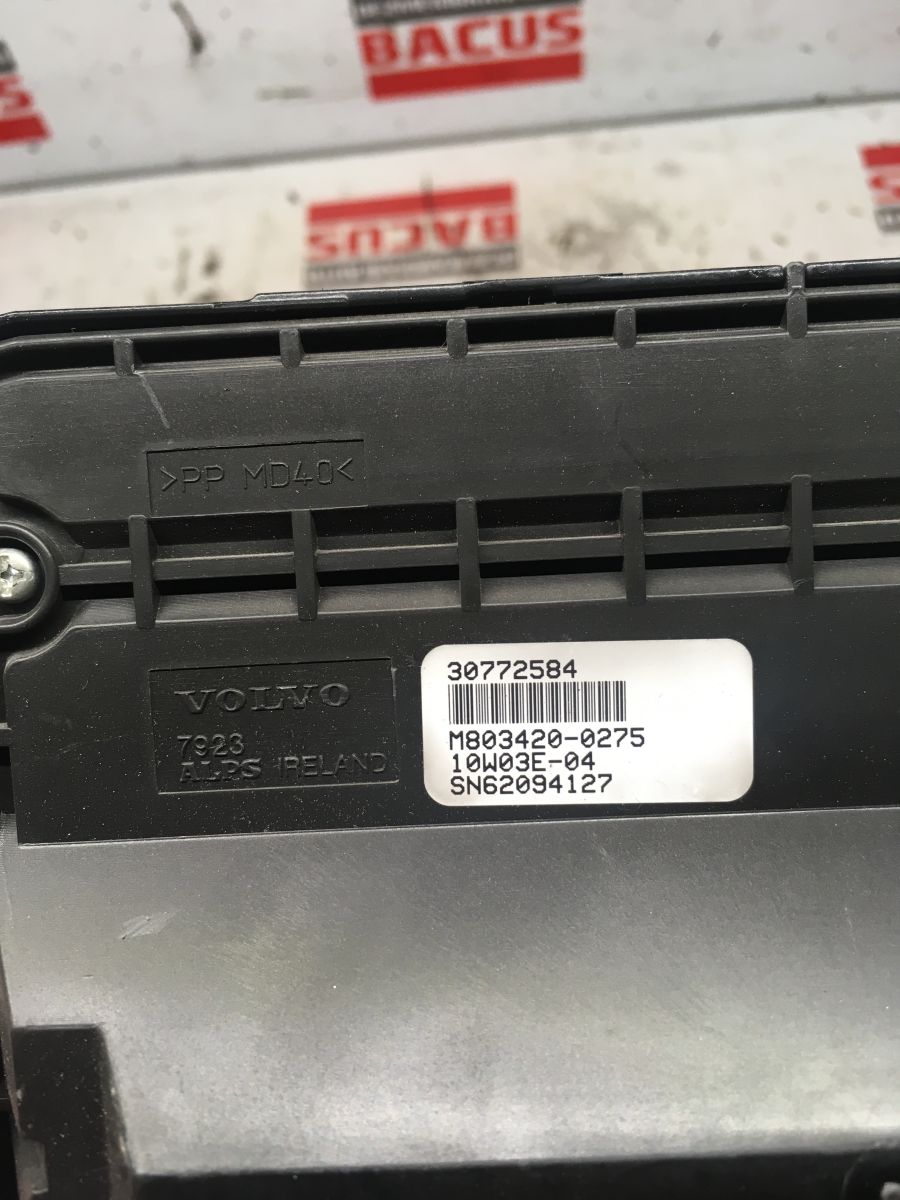 BACUS
BACUS
>PP MD40<
VOLVO
7923
ALPS IRELAND
30772584
M803420-0275
10W03E-04
SN62094127